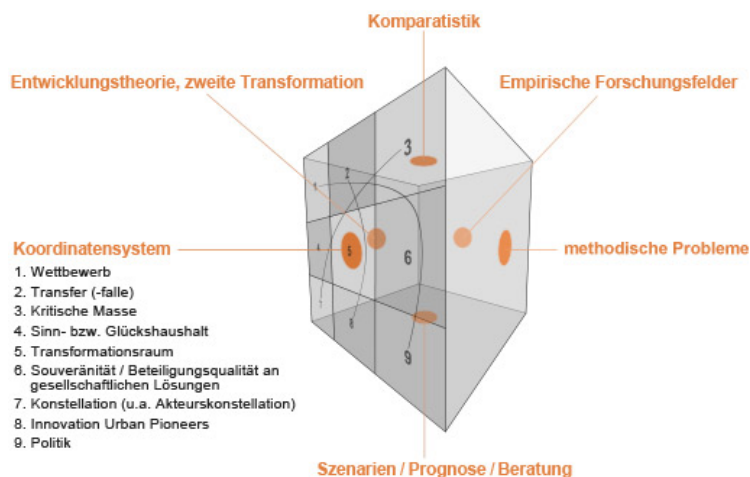 Komparatistik
Entwicklungstheorie, zweite Transformation
Empirische Forschungsfelder
1
2
3
4
5
6
7
8
9
Koordinatensystem
1. Wettbewerb
2. Transfer (-falle)
3. Kritische Masse
4. Sinn- bzw. Glückshaushalt
5. Transformationsraum
6. Souveränität / Beteiligungsqualität an
gesellschaftlichen Lösungen
7. Konstellation (u.a. Akteurskonstellation)
8. Innovation Urban Pioneers
9. Politik
methodische Probleme
Szenarien / Prognose / Beratung